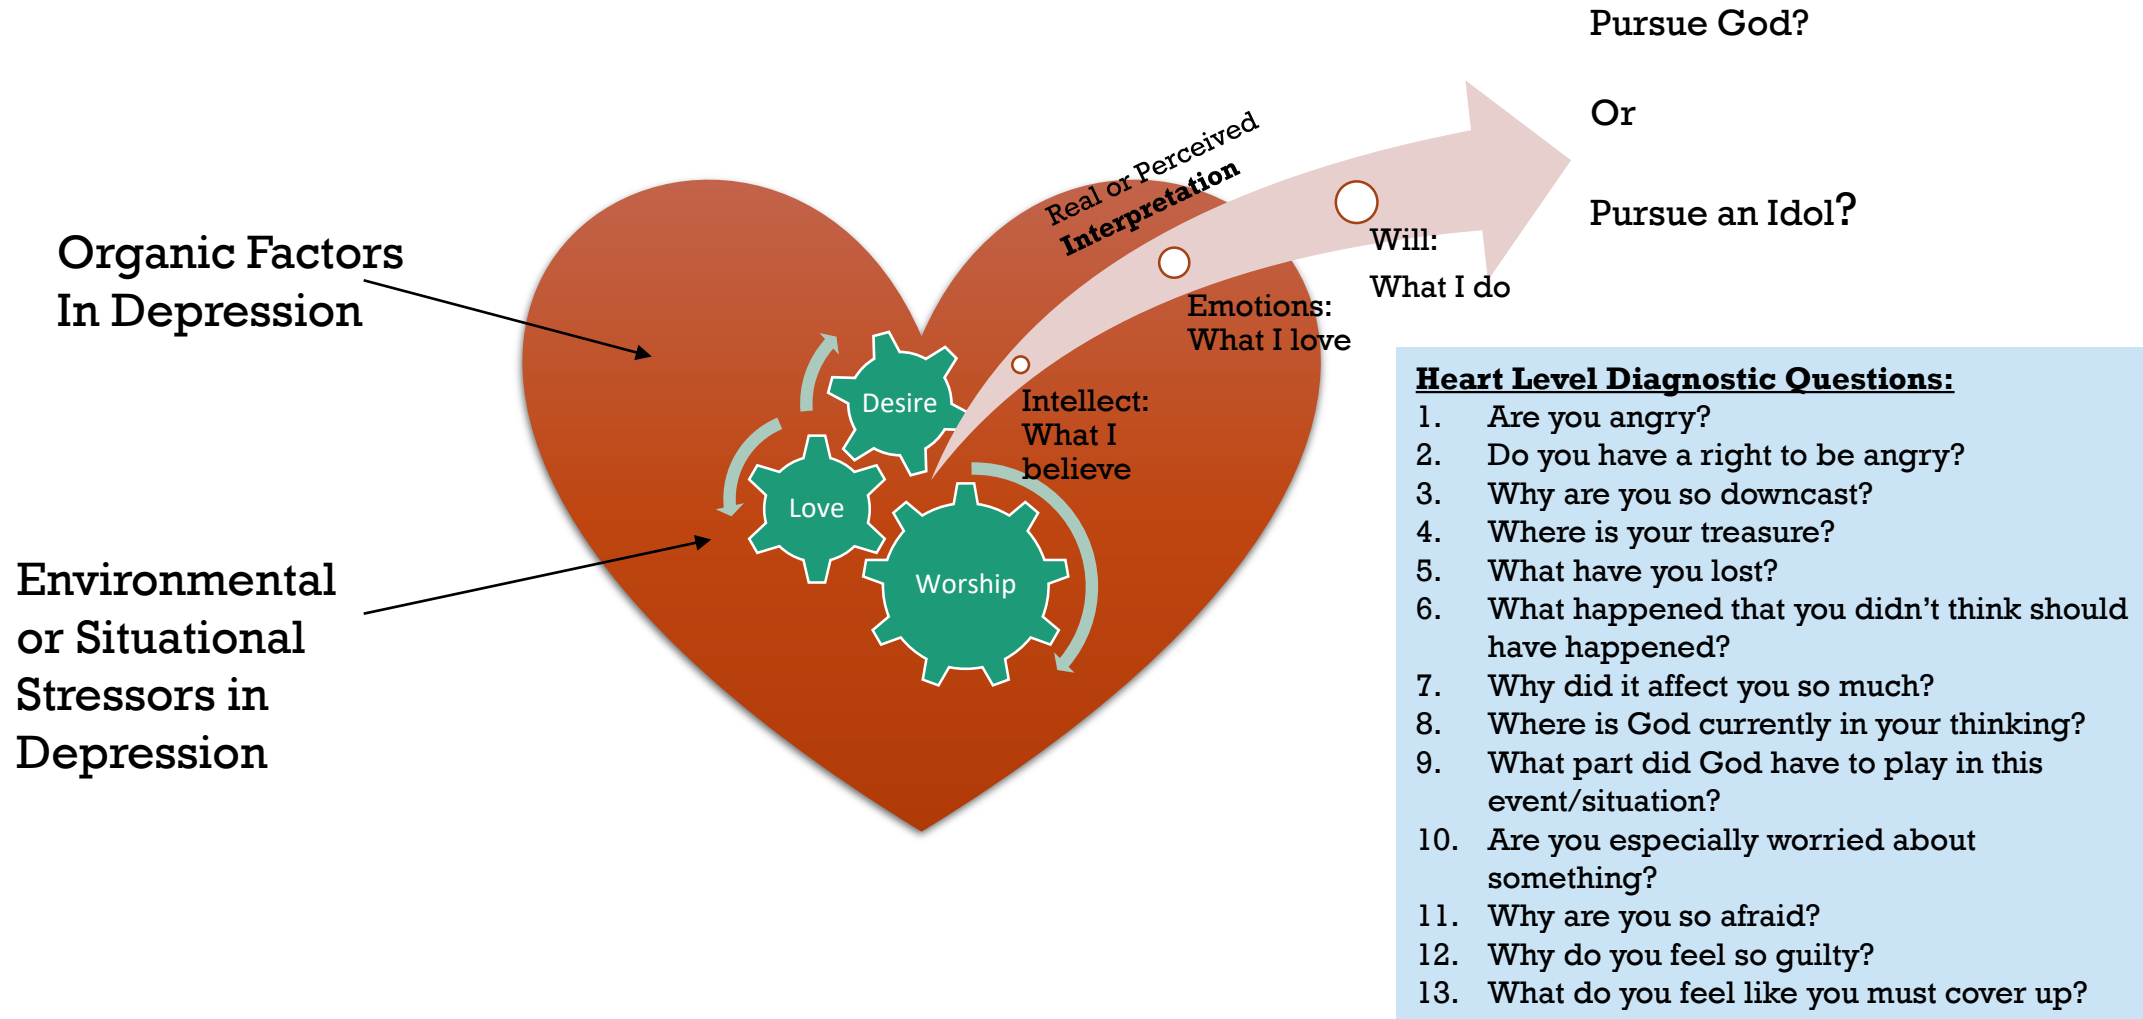 Pursue God?
Or
Pursue an Idol?
Organic Factors
In Depression
Environmental
or Situational
Stressors in
Depression
Real or Perceived
Interpretation
Will:
What I do
Emotions:
What I love
Intellect:
What I
believe
Desire
Love
Worship
Heart Level Diagnostic Questions:
1. Are you angry?
2. Do you have a right to be angry?
3. Why are you so downcast?
4. Where is your treasure?
5. What have you lost?
6. What happened that you didn’t think should
have happened?
7. Why did it affect you so much?
8. Where is God currently in your thinking?
9. What part did God have to play in this
event/situation?
10. Are you especially worried about
something?
11. Why are you so afraid?
12. Why do you feel so guilty?
13. What do you feel like you must cover up?